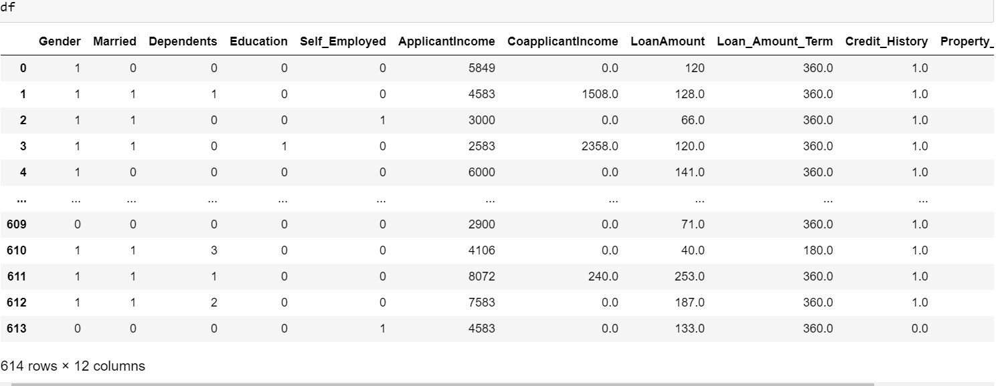 df
Gender Married Dependents Education Self_Employed ApplicantIncome CoapplicantIncome LoanAmount Loan_Amount_Term Credit_History Property_
0 1 0 0 0 0 5849 0.0 120 360.0 1.0
1 1 1 1 0 0 4583 1508.0 128.0 360.0 1.0
2 1 1 0 0 1 3000 0.0 66.0 360.0 1.0
3 1 1 0 1 0 2583 2358.0 120.0 360.0 1.0
4 1 0 0 0 0 6000 0.0 141.0 360.0 1.0
... ... ... ... ... ... ... ... ... ... ...
609 0 0 0 0 0 2900 0.0 71.0 360.0 1.0
610 1 1 3 0 0 4106 0.0 40.0 180.0 1.0
611 1 1 1 0 0 8072 240.0 253.0 360.0 1.0
612 1 1 2 0 0 7583 0.0 187.0 360.0 1.0
613 0 0 0 0 1 4583 0.0 133.0 360.0 0.0
614 rows × 12 columns